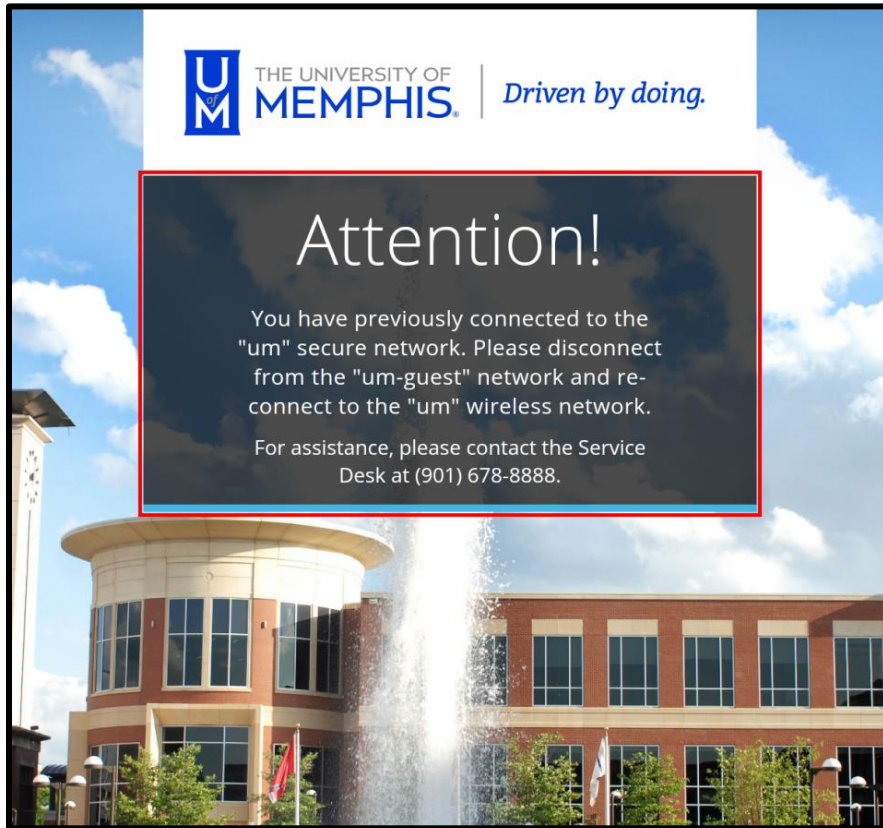 UofM
THE UNIVERSITY OF
MEMPHIS®
Driven by doing.
Attention!
You have previously connected to the
"um" secure network. Please disconnect
from the "um-guest" network and re-
connect to the "um" wireless network.
For assistance, please contact the Service
Desk at (901) 678-8888.